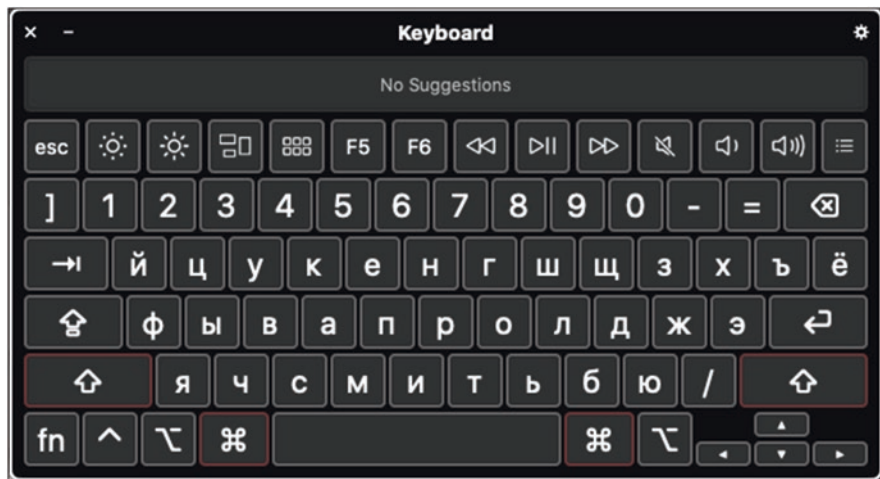 Keyboard
No Suggestions
esc F5 F6
] 1 2 3 4 5 6 7 8 9 0 - =
й ц у к е н г ш щ з х ъ ё
ф ы в а п р о л д ж э
я ч с м и т ь б ю /
fn